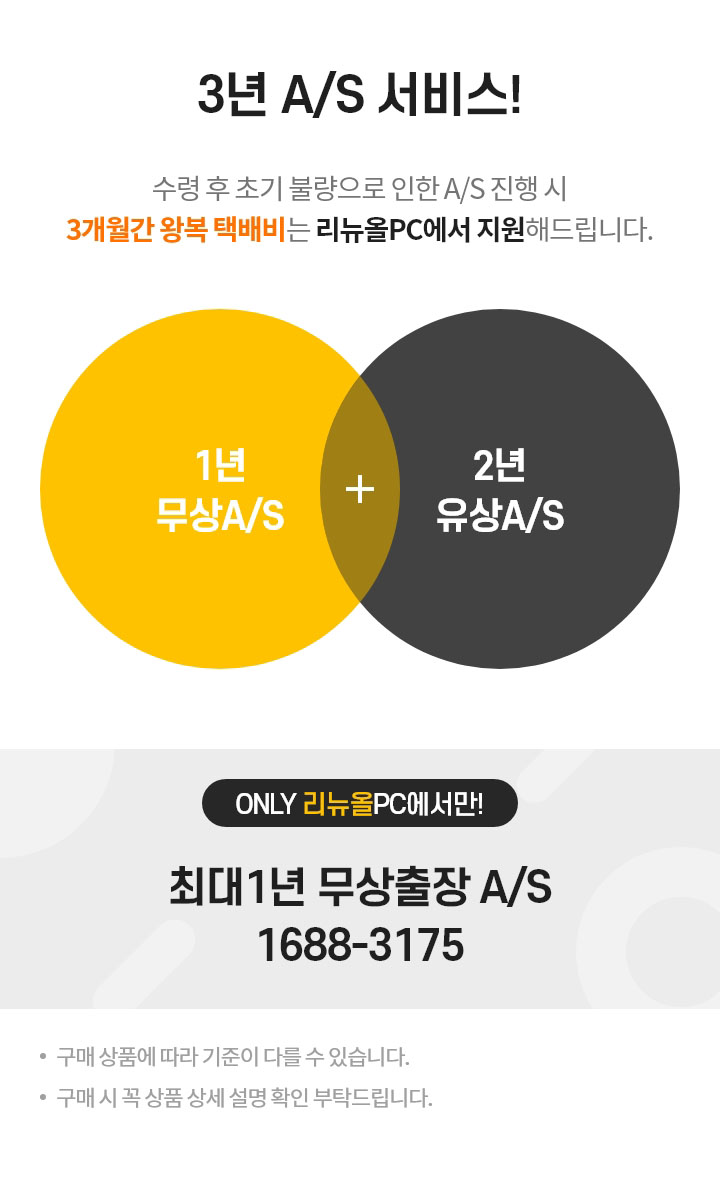 3년 A/S 서비스!
수령 후 초기 불량으로 인한 A/S 진행 시
3개월간 왕복 택배비는 리뉴올PC에서 지원해드립니다.
1년
무상A/S
+
2년
유상A/S
ONLY 리뉴올PC에서만!
최대1년 무상출장 A/S
1688-3175
• 구매 상품에 따라 기준이 다를 수 있습니다.
• 구매 시 꼭 상품 상세 설명 확인 부탁드립니다.